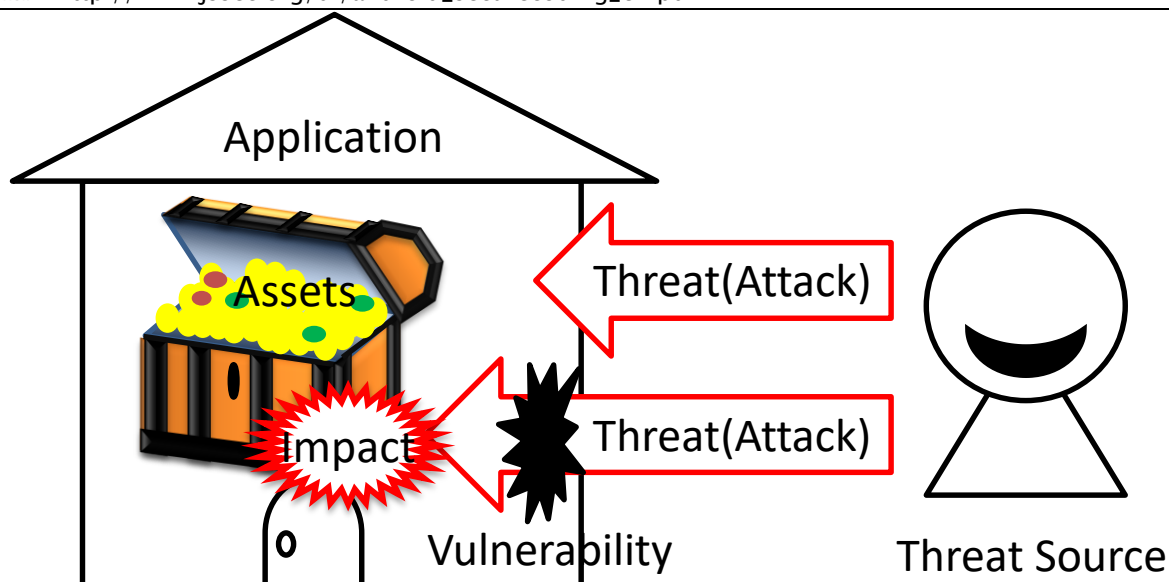 Application
Assets
Threat(Attack)
Impact
Threat(Attack)
Vulnerability
Threat Source